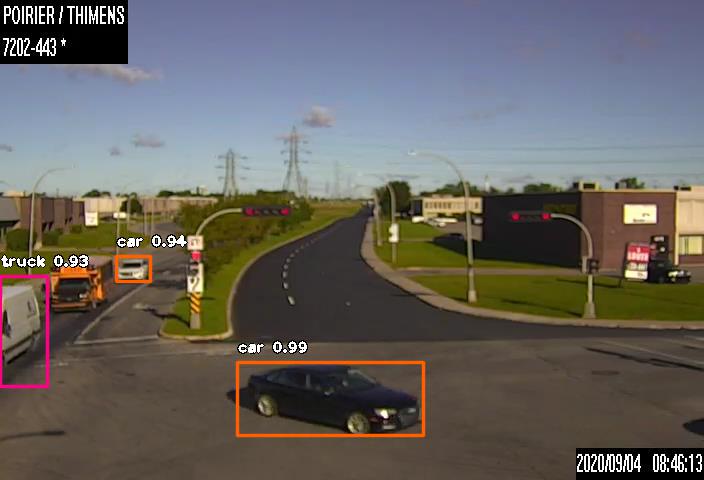 POIRIER / THIMENS
7202-443 *
car 0.94
truck 0.93
car 0.99
2020/09/04 08:46:13